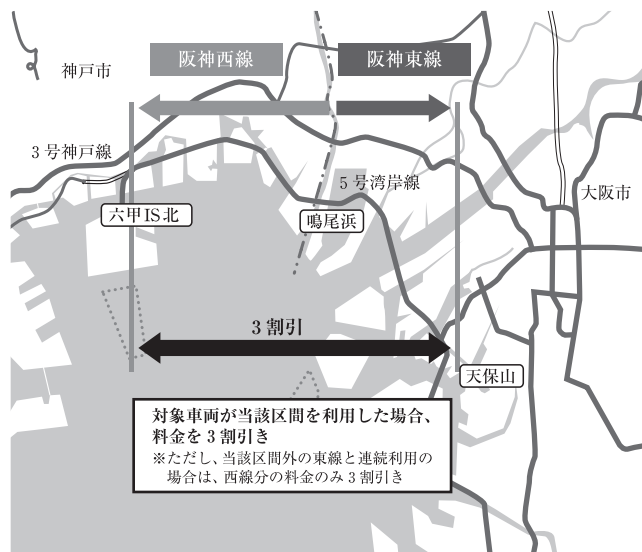 神戸市
阪神西線
阪神東線
3号神戸線
5号湾岸線
大阪市
六甲IS北
鳴尾浜
3割引
天保山
対象車両が当該区間を利用した場合、
料金を3割引き
※ただし、当該区間外の東線と連続利用の
場合は、西線分の料金のみ3割引き